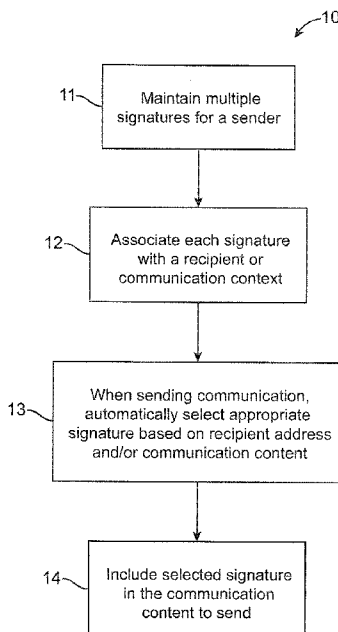 10
11
Maintain multiple
signatures for a sender
12
Associate each signature
with a recipient or
communication context
13
When sending communication,
automatically select appropriate
signature based on recipient address
and/or communication content
14
Include selected signature
in the communication
content to send